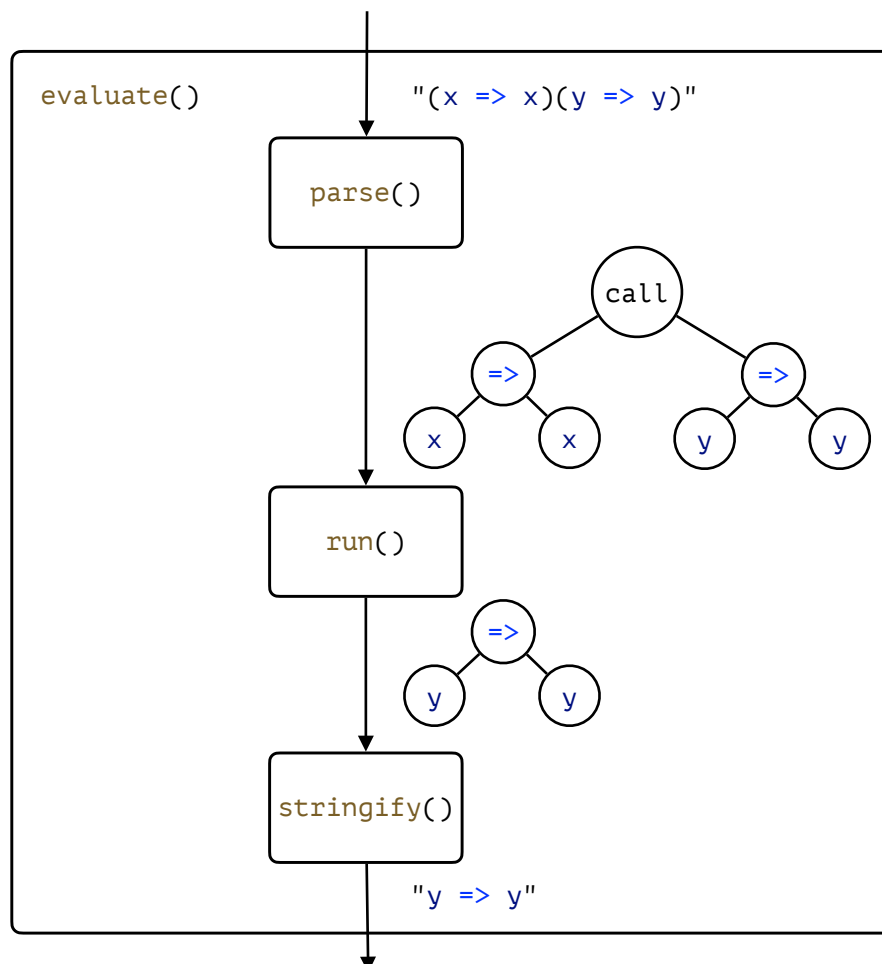 evaluate()
"(x => x)(y => y)"
parse()
call
=> =>
x x y y
run()
=>
y y
stringify()
"y => y"